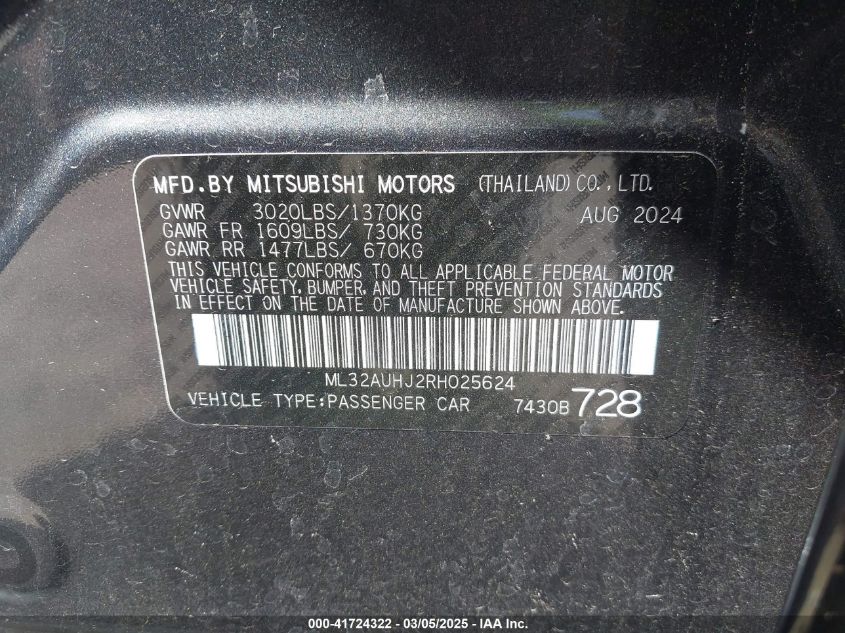 MFD.BY MITSUBISHI MOTORS (THAILAND) CO., LTD.
GVWR 3020LBS/1370KG AUG 2024
GAWR FR 1609LBS/ 730KG
GAWR RR 1477LBS/ 670KG
THIS VEHICLE CONFORMS TO ALL APPLICABLE FEDERAL MOTOR
VEHICLE SAFETY, BUMPER, AND THEFT PREVENTION STANDARDS
IN EFFECT ON THE DATE OF MANUFACTURE SHOWN ABOVE.
ML32AUHJ2RH025624
VEHICLE TYPE:PASSENGER CAR 7430B 728
000-41724322 — 03/05/2025 — IAA Inc.